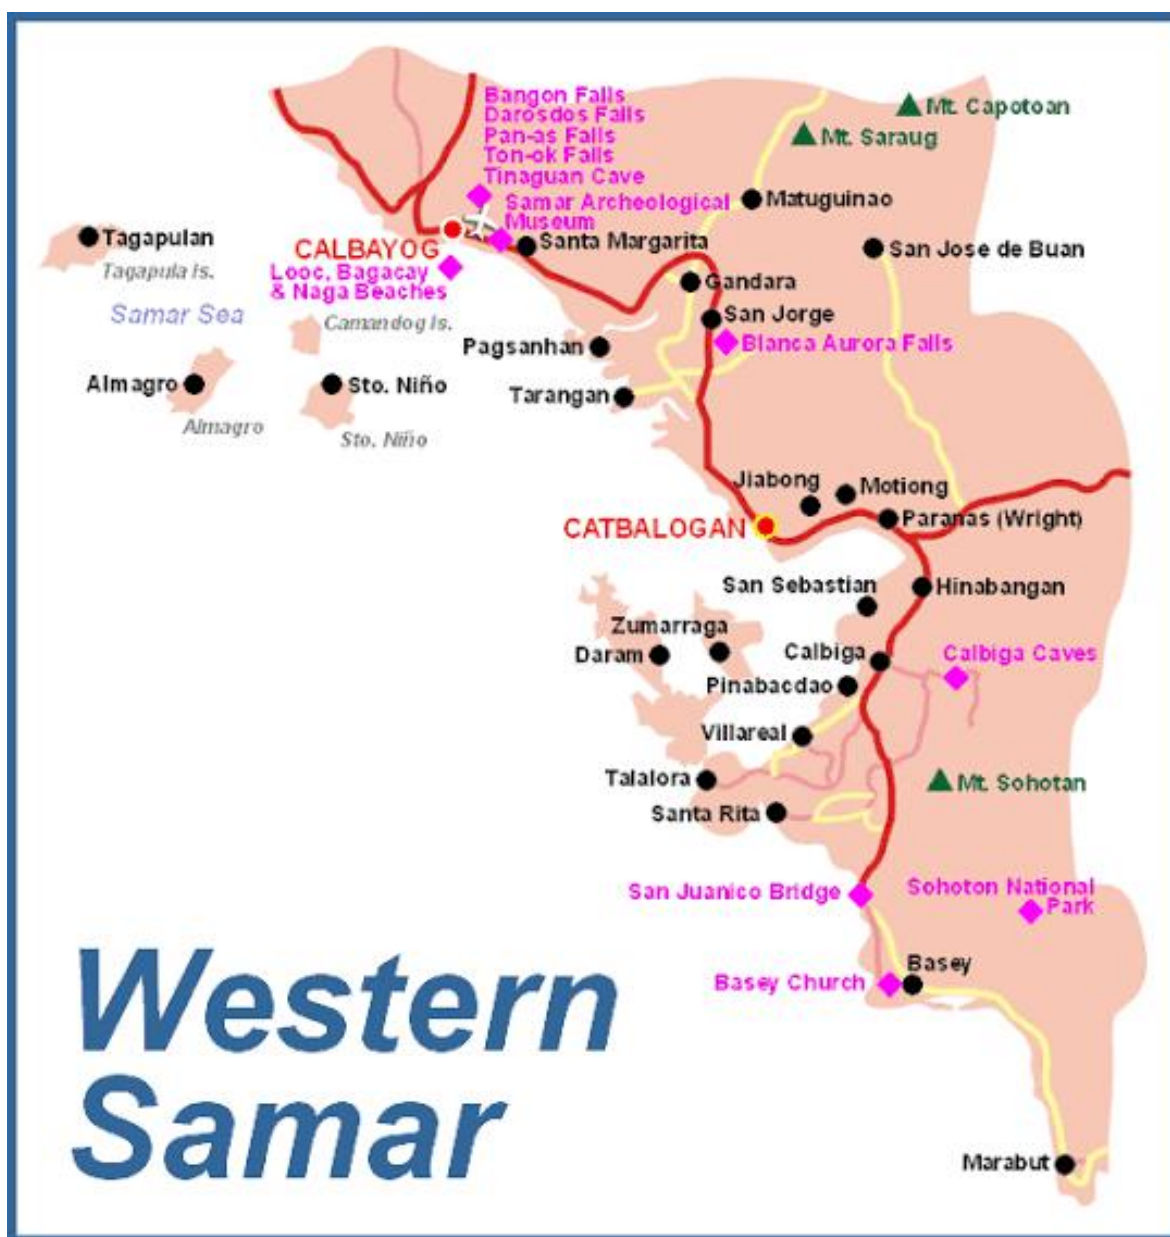 Mt. Capotoan
Bangon Falls
Darosdos Falls
Pan-as Falls
Ton-ok Falls
Tinaguan Cave
Mt. Saraug
Matuguinao
Samar Archeological
Museum
Tagapulan
CALBAYOG
Santa Margarita
San Jose de Buan
Tagapula Is.
Looc, Bagacay
& Naga Beaches
Gandara
Samar Sea
Camandog Is.
San Jorge
Pagsanhan
Blanca Aurora Falls
Almagro
Sto. Niño
Tarangan
Almagro
Sto. Niño
Jiabong
Motiong
CATBALOGAN
Paranas (Wright)
San Sebastian
Hinabangan
Zumarraga
Daram
Calbiga
Calbiga Caves
Pinabacdao
Villareal
Talalora
Mt. Sohotan
Santa Rita
San Juanico Bridge
Sohoton National
Park
Basey
Basey Church
Western
Samar
Marabut